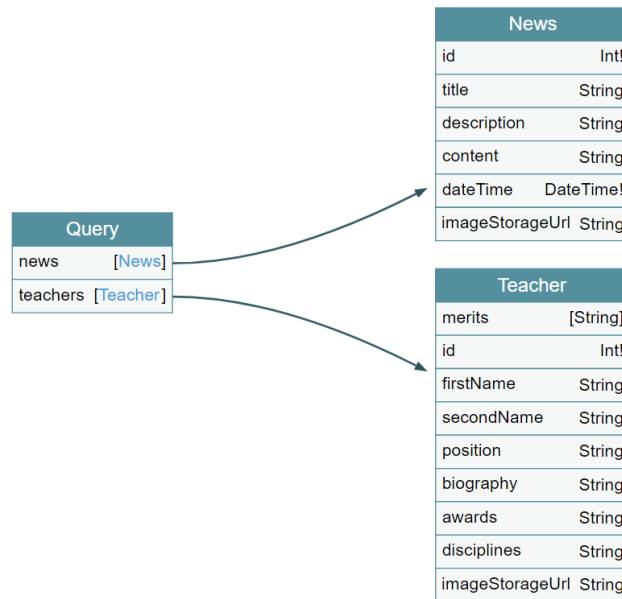 News
id Int!
title String
description String
content String
dateTime DateTime!
imageStorageUrl String
Query
news [News]
teachers [Teacher]
Teacher
merits [String]
id Int!
firstName String
secondName String
position String
biography String
awards String
disciplines String
imageStorageUrl String